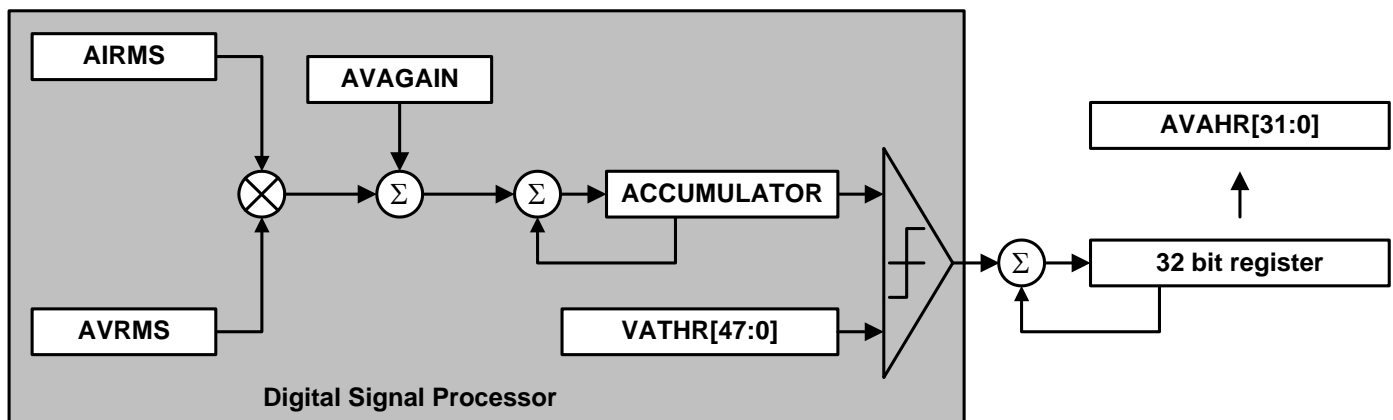 AIRMS
AVAGAIN
AVAHR[31:0]
Σ
Σ
ACCUMULATOR
Σ
32 bit register
AVRMS
VATHR[47:0]
Digital Signal Processor